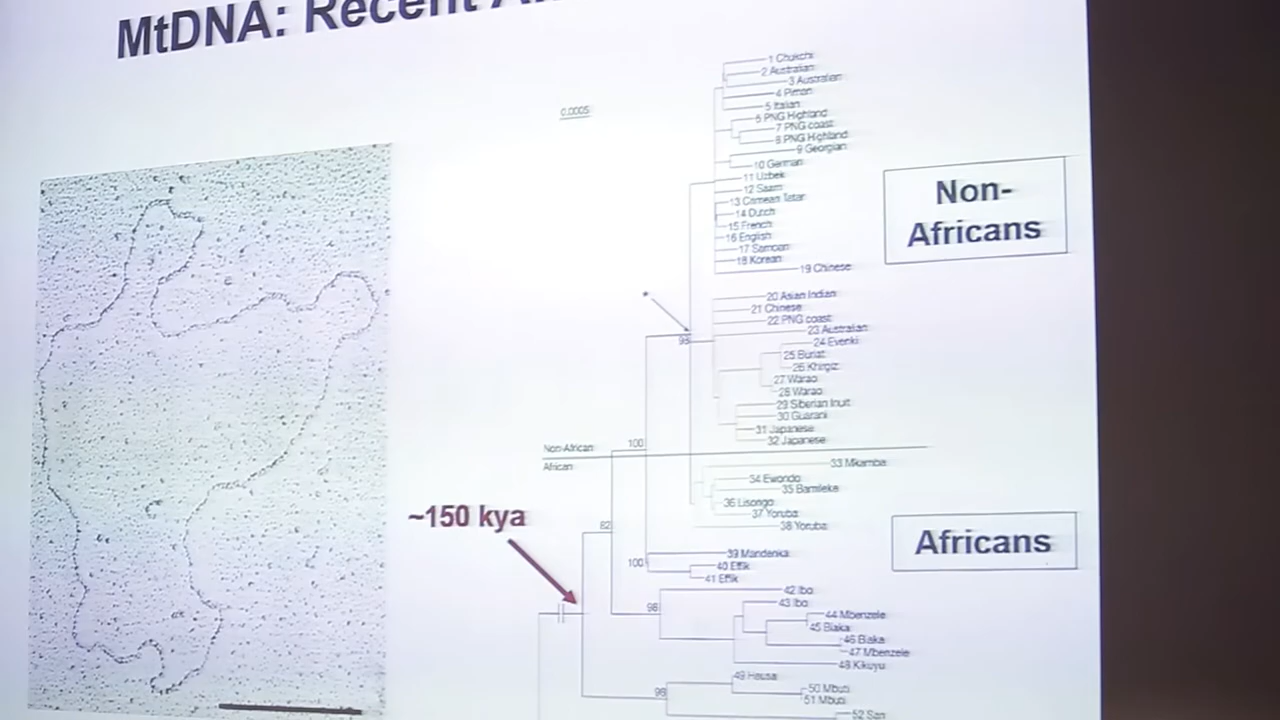 MtDNA: Recent
0.0005
1 Chukchi
2 Australian
3 Australian
4 Piman
5 Italian
6 PNG Highland
7 PNG coast
8 PNG Highland
9 Georgian
10 German
11 Uzbek
12 Saam
13 Crimean Tatar
14 Dutch
15 French
16 English
17 Samoan
18 Korean
19 Chinese
Non-
Africans
*
20 Asian Indian
21 Chinese
22 PNG coast
23 Australian
24 Evenki
25 Buriat
26 Khirgiz
27 Warao
28 Warao
29 Siberian Inuit
30 Guarani
31 Japanese
32 Japanese
100
Non-African
African
33 Mkamba
34 Ewondo
35 Bamileke
36 Lisongo
37 Yoruba
38 Yoruba
~150 kya
82
Africans
39 Mandenka
100
40 Effik
41 Effik
42 Ibo
43 Ibo
98
44 Mbenzele
45 Biaka
46 Biaka
47 Mbenzele
48 Kikuyu
49 Hausa
98
50 Mbuti
51 Mbuti
52 San